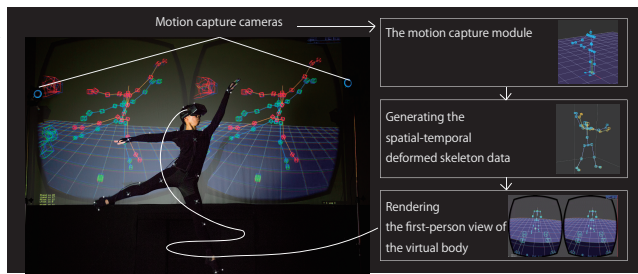 Motion capture cameras
The motion capture module
Generating the
spatial-temporal
deformed skeleton data
Rendering
the first-person view of
the virtual body